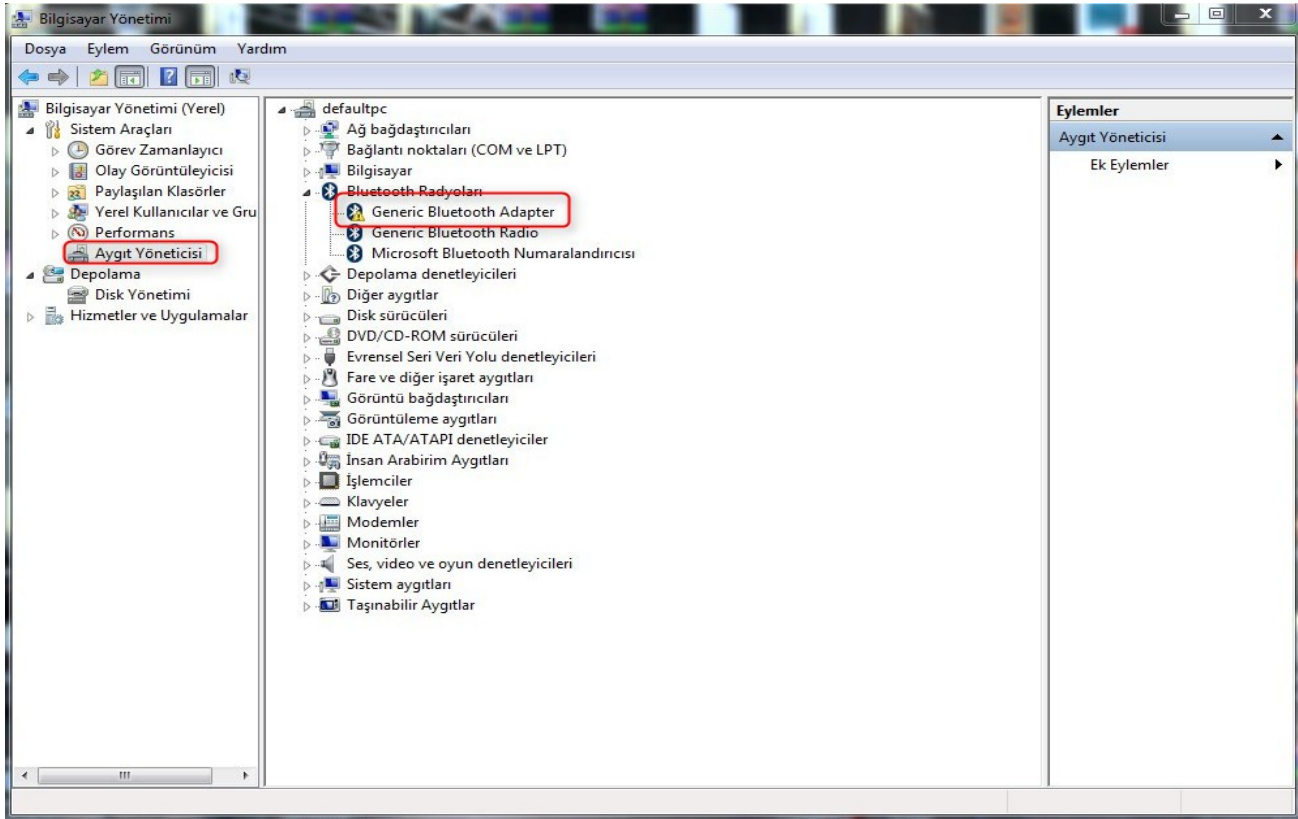 Bilgisayar Yönetimi
Dosya Eylem Görünüm Yardım
Bilgisayar Yönetimi (Yerel)
Sistem Araçları
Görev Zamanlayıcı
Olay Görüntüleyicisi
Paylaşılan Klasörler
Yerel Kullanıcılar ve Gru
Performans
Aygıt Yöneticisi
Depolama
Disk Yönetimi
Hizmetler ve Uygulamalar
defaultpc
Ağ bağdaştırıcıları
Bağlantı noktaları (COM ve LPT)
Bilgisayar
Bluetooth Radyoları
Generic Bluetooth Adapter
Generic Bluetooth Radio
Microsoft Bluetooth Numaralandırıcısı
Depolama denetleyicileri
Diğer aygıtlar
Disk sürücüleri
DVD/CD-ROM sürücüleri
Evrensel Seri Veri Yolu denetleyicileri
Fare ve diğer işaret aygıtları
Görüntü bağdaştırıcıları
Görüntüleme aygıtları
IDE ATA/ATAPI denetleyiciler
İnsan Arabirim Aygıtları
İşlemciler
Klavyeler
Modemler
Monitörler
Ses, video ve oyun denetleyicileri
Sistem aygıtları
Taşınabilir Aygıtlar
Eylemler
Aygıt Yöneticisi
Ek Eylemler